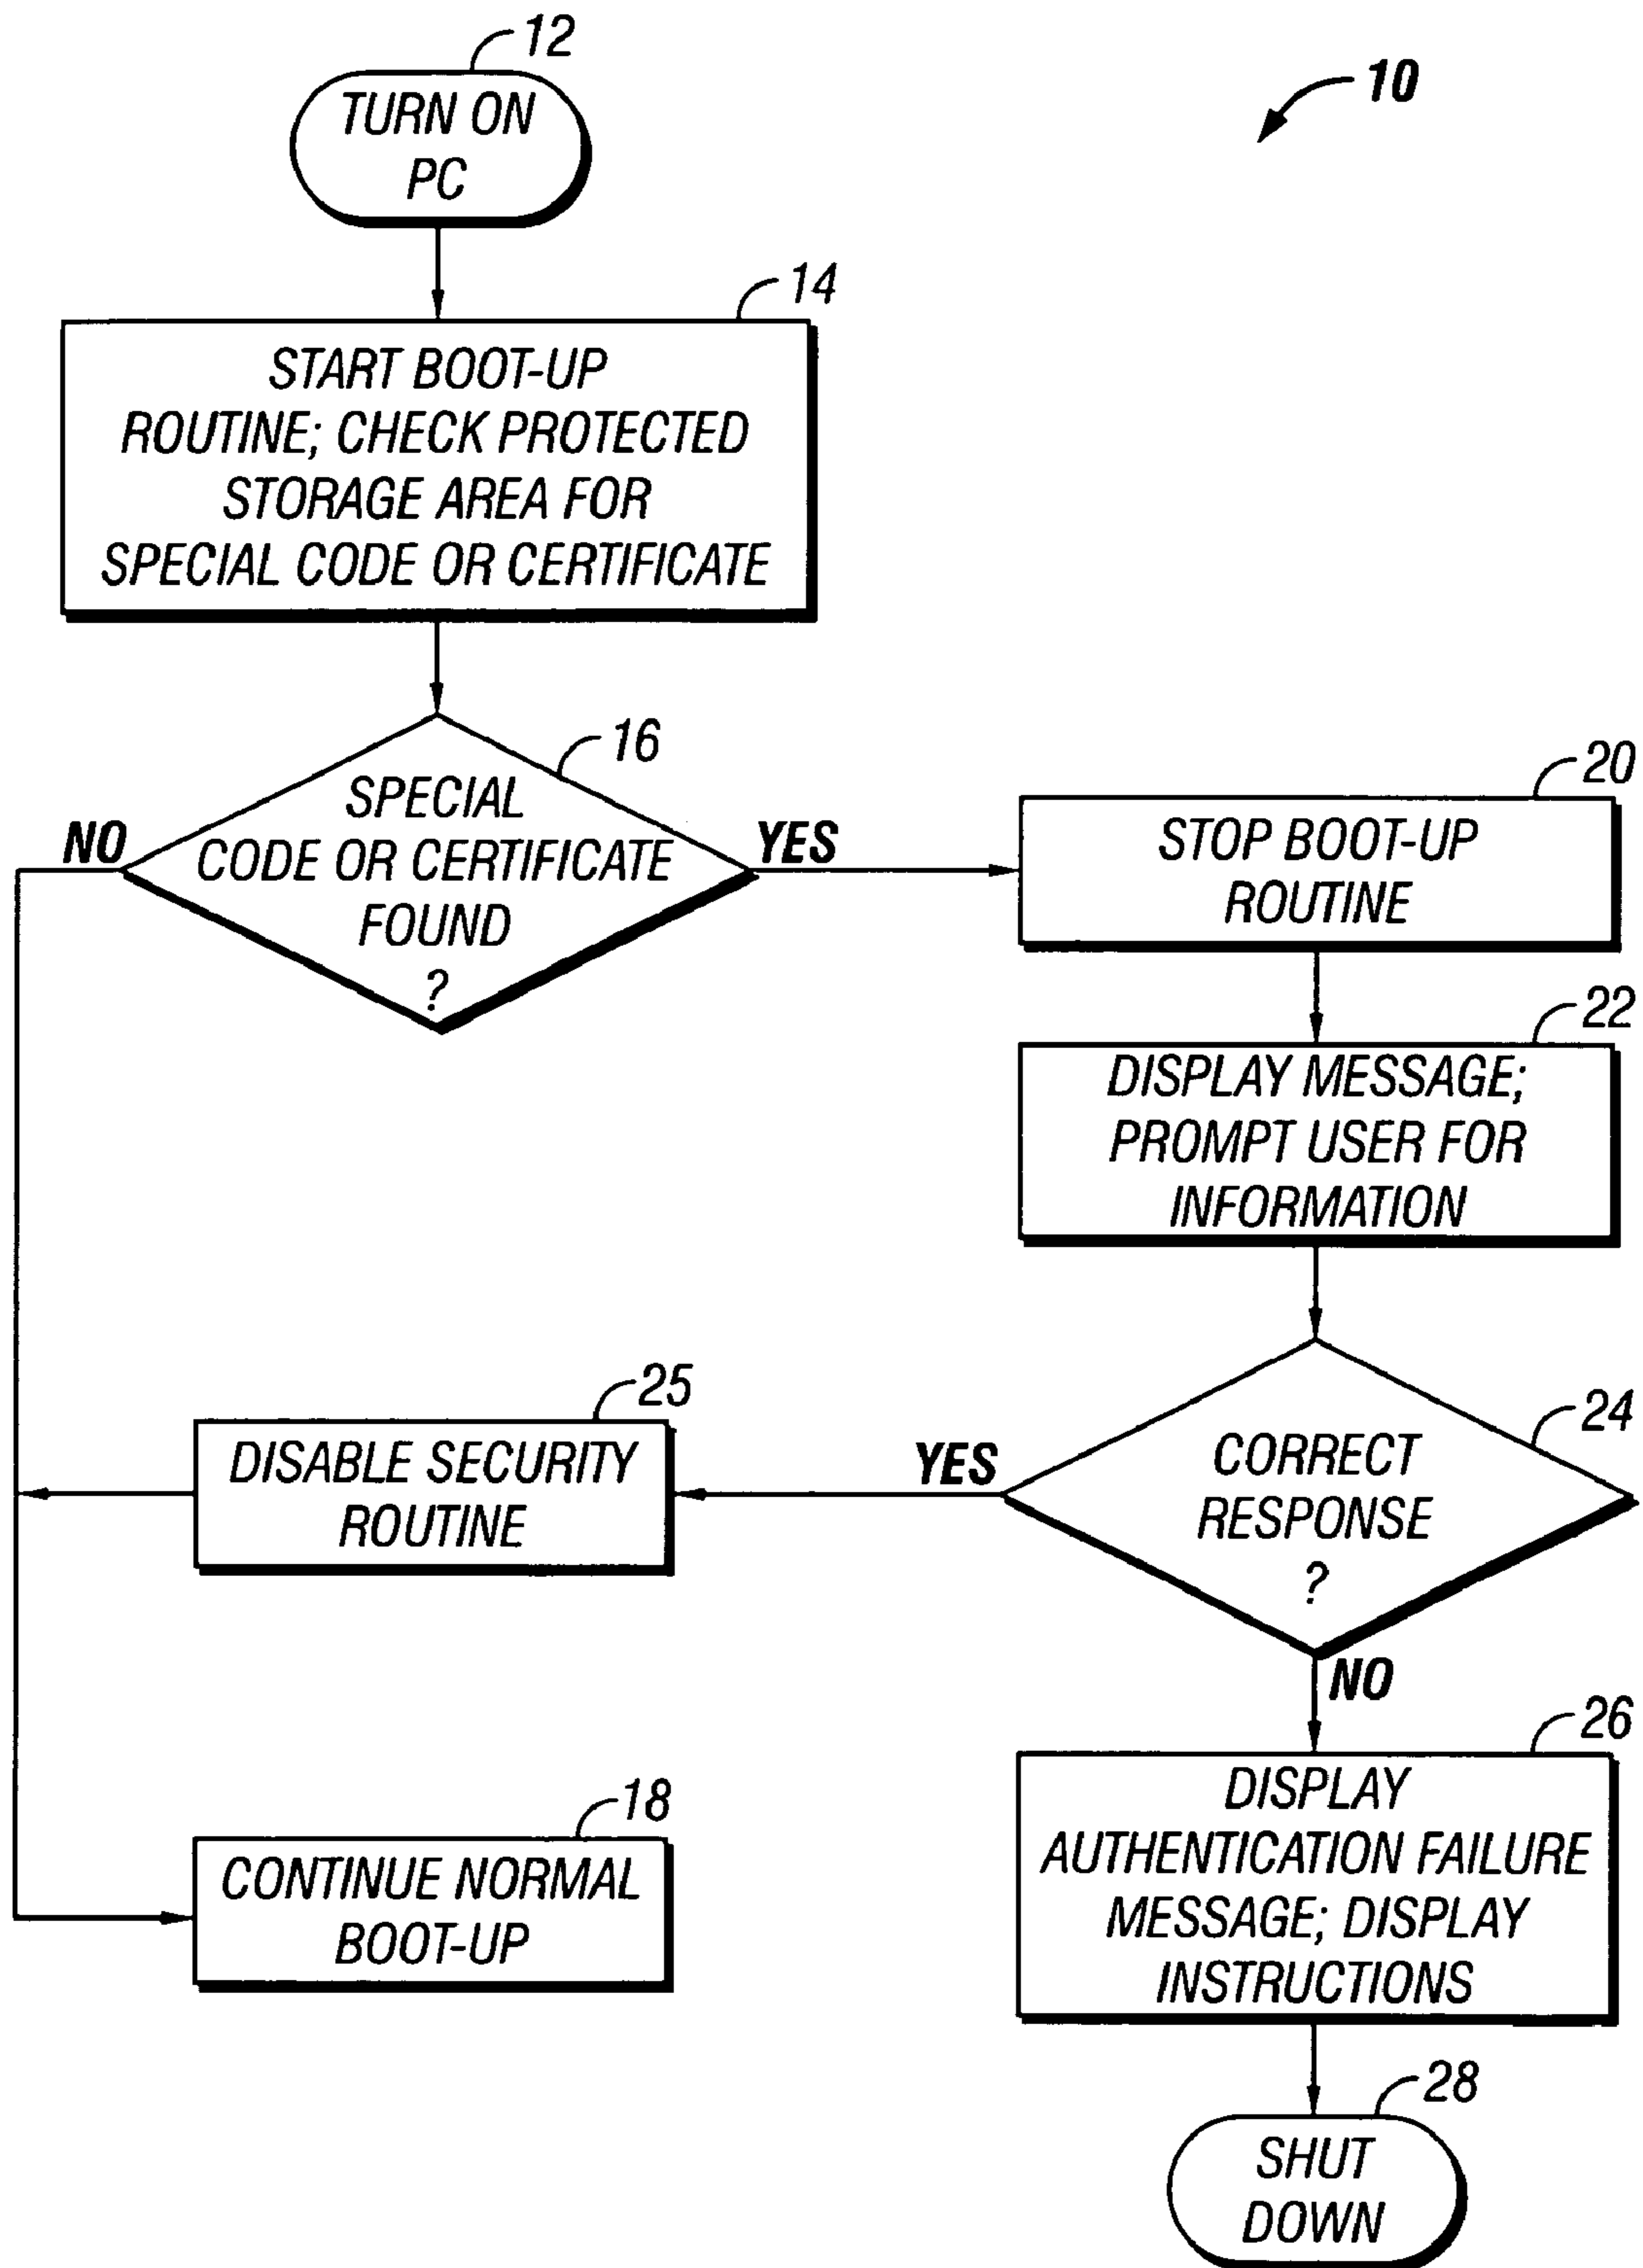 12
TURN ON
PC
10
14
START BOOT-UP
ROUTINE; CHECK PROTECTED
STORAGE AREA FOR
SPECIAL CODE OR CERTIFICATE
16
SPECIAL
CODE OR CERTIFICATE
FOUND
?
NO
YES
20
STOP BOOT-UP
ROUTINE
22
DISPLAY MESSAGE;
PROMPT USER FOR
INFORMATION
24
CORRECT
RESPONSE
?
YES
NO
25
DISABLE SECURITY
ROUTINE
18
CONTINUE NORMAL
BOOT-UP
26
DISPLAY
AUTHENTICATION FAILURE
MESSAGE; DISPLAY
INSTRUCTIONS
28
SHUT
DOWN